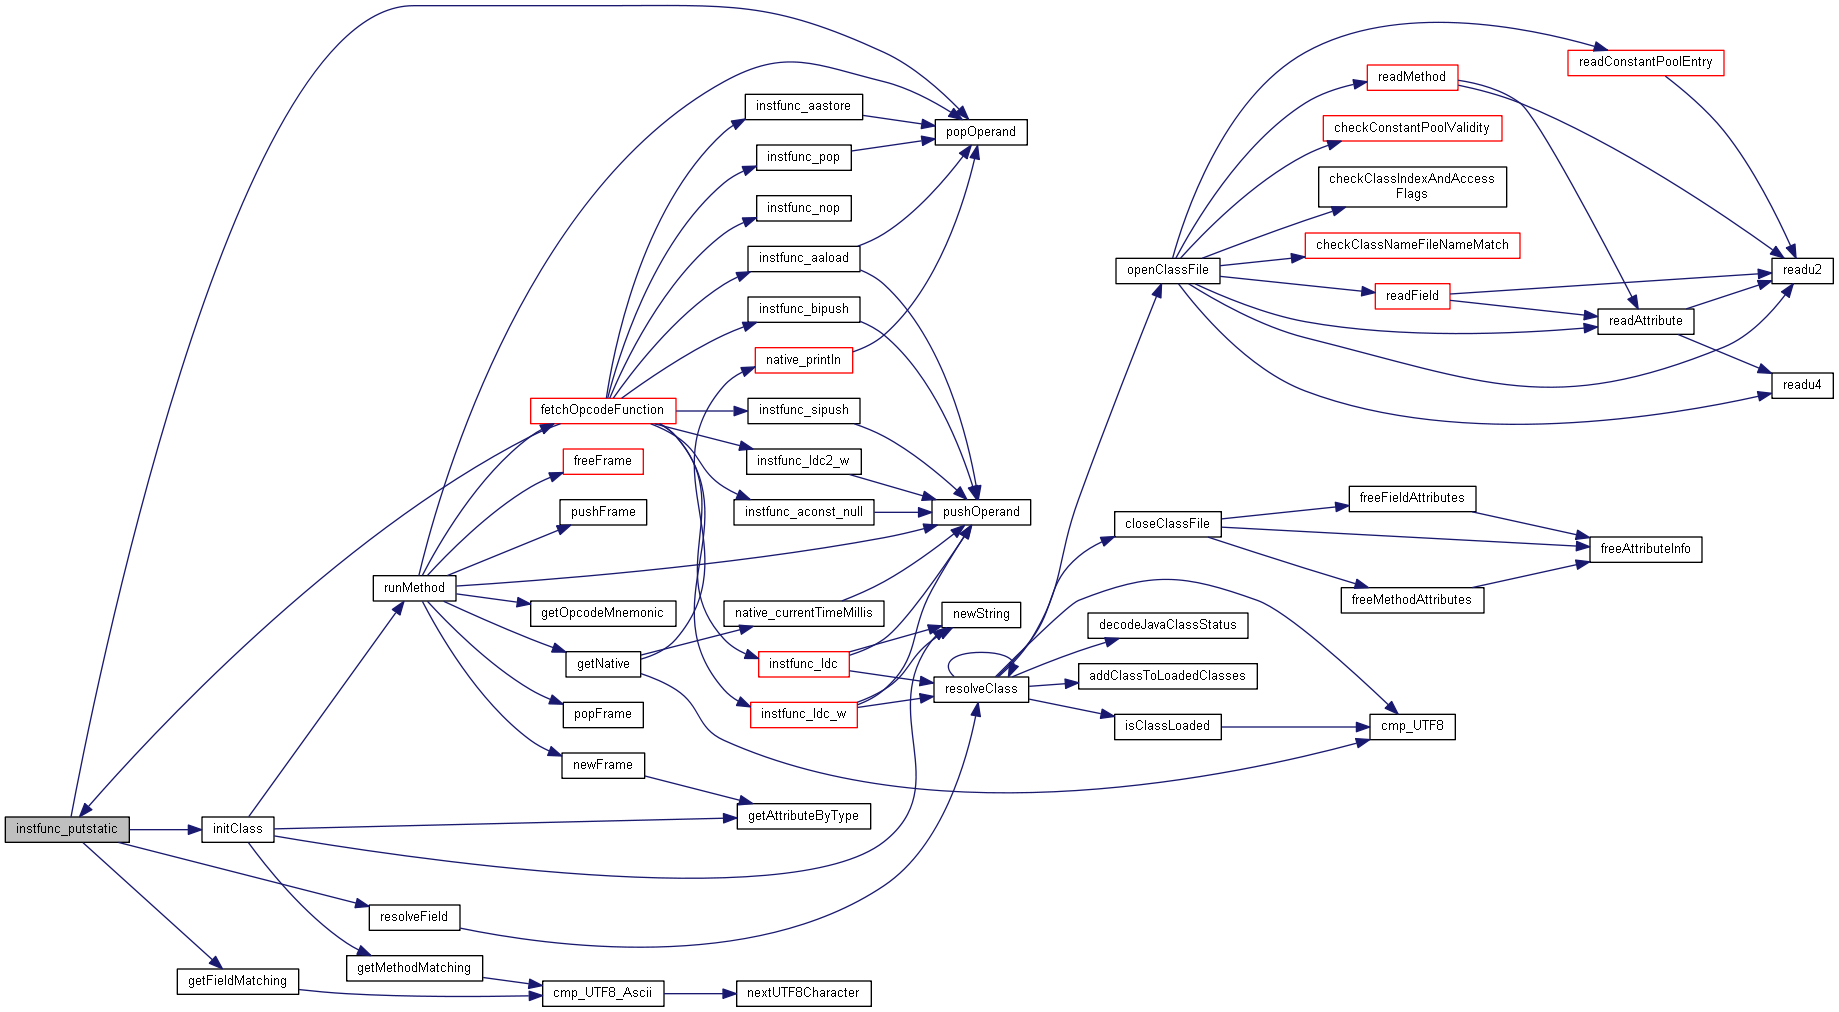 readConstantPoolEntry
readMethod
instfunc_aastore
checkConstantPoolValidity
popOperand
instfunc_pop
checkClassIndexAndAccess
Flags
instfunc_nop
checkClassNameFileNameMatch
instfunc_aaload
openClassFile
readu2
readField
instfunc_bipush
readAttribute
native_println
readu4
fetchOpcodeFunction
instfunc_sipush
instfunc_ldc2_w
freeFrame
freeFieldAttributes
pushFrame
instfunc_aconst_null
pushOperand
closeClassFile
freeAttributeInfo
runMethod
freeMethodAttributes
getOpcodeMnemonic
native_currentTimeMillis
newString
decodeJavaClassStatus
getNative
instfunc_ldc
addClassToLoadedClasses
resolveClass
popFrame
instfunc_ldc_w
isClassLoaded
cmp_UTF8
newFrame
getAttributeByType
instfunc_putstatic
initClass
resolveField
getMethodMatching
getFieldMatching
cmp_UTF8_Ascii
nextUTF8Character